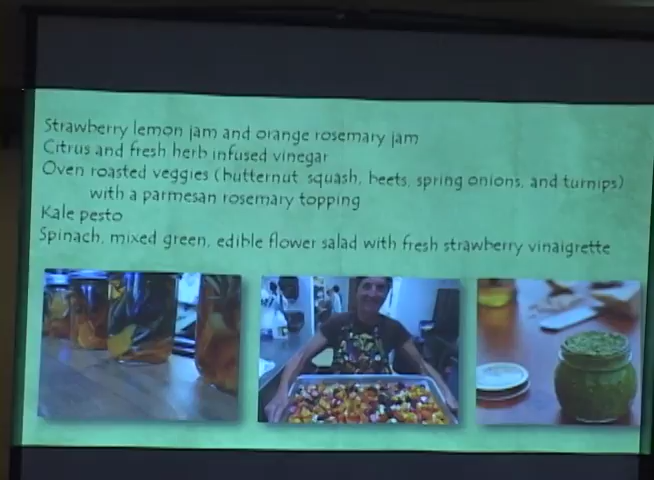 Strawberry lemon jam and orange rosemary jam
Citrus and fresh herb infused vinegar
Oven roasted veggies (butternut squash, beets, spring onions, and turnips)
with a parmesan rosemary topping
Kale pesto
Spinach, mixed green, edible flower salad with fresh strawberry vinaigrette